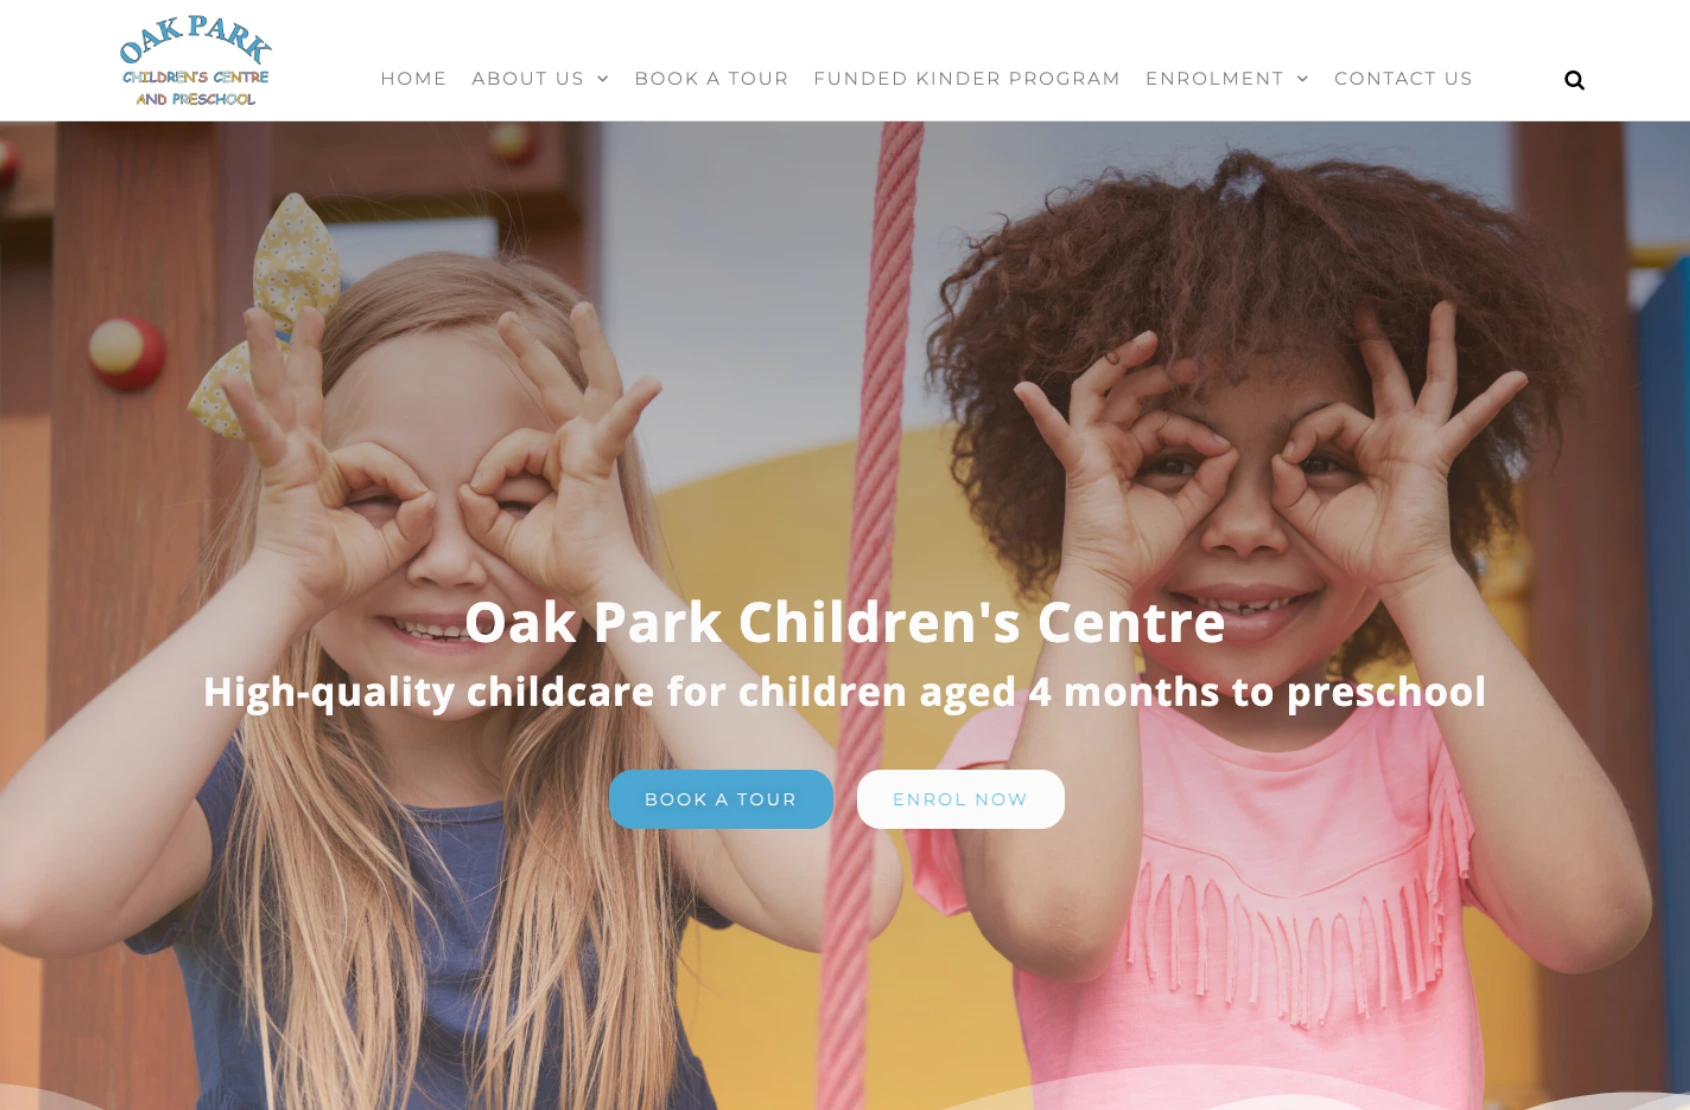 OAK PARK
CHILDREN'S CENTRE
AND PRESCHOOL
HOME ABOUT US BOOK A TOUR FUNDED KINDER PROGRAM ENROLMENT CONTACT US
Oak Park Children's Centre
High-quality childcare for children aged 4 months to preschool
BOOK A TOUR ENROL NOW